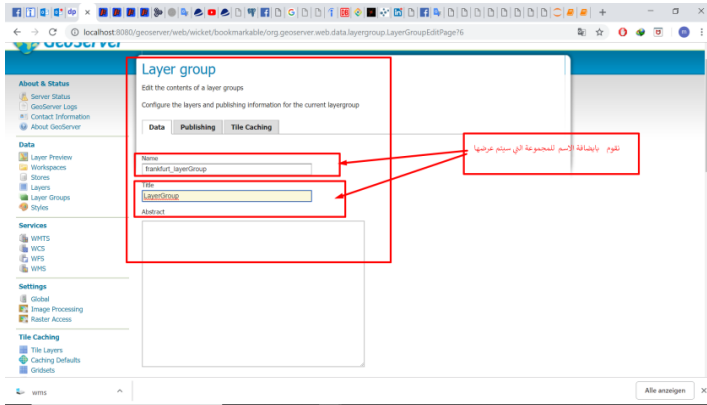 localhost:8080/geoserver/web/wicket/bookmarkable/org.geoserver.web.data.layergroup.LayerGroupEditPage?6
GeoServer
About & Status
Server Status
GeoServer Logs
Contact Information
About GeoServer
Data
Layer Preview
Workspaces
Stores
Layers
Layer Groups
Styles
Services
WMTS
WCS
WFS
WMS
Settings
Global
Image Processing
Raster Access
Tile Caching
Tile Layers
Caching Defaults
Gridsets
Layer group
Edit the contents of a layer groups
Configure the layers and publishing information for the current layergroup
Data Publishing Tile Caching
Name
frankfurt_layerGroup
Title
LayerGroup
Abstract
نقوم بايضافة الاسم للمجموعة التي سيتم عرضها
wms
Alle anzeigen